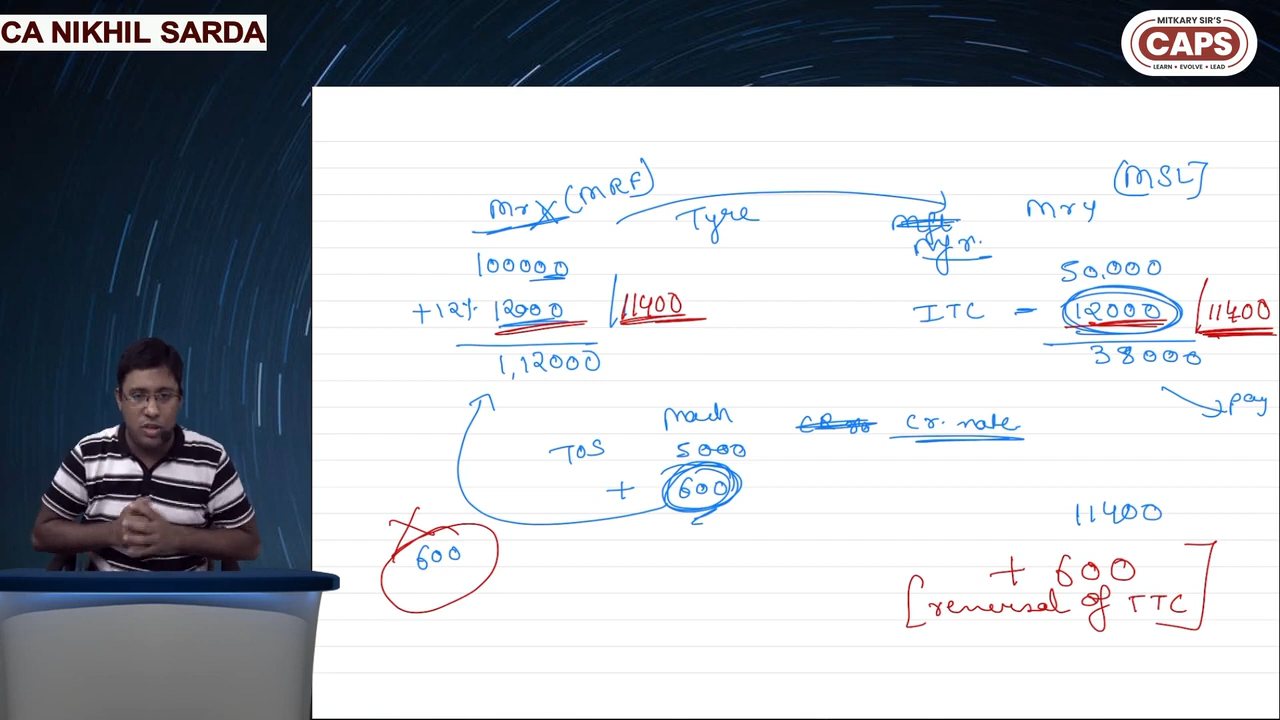 CA NIKHIL SARDA
MITKARY SIR'S
CAPS
LEARN • EVOLVE • LEAD
Mr X (MRF)
Tyre
[MSL]
Mr Y
100000
50,000
+12% 12000 11400
ITC - 12000 11400
1,12000
38000
pay
March
Cr. note
TOS 5000
+ 600
600
11400
+ 600
[reversal of ITC]